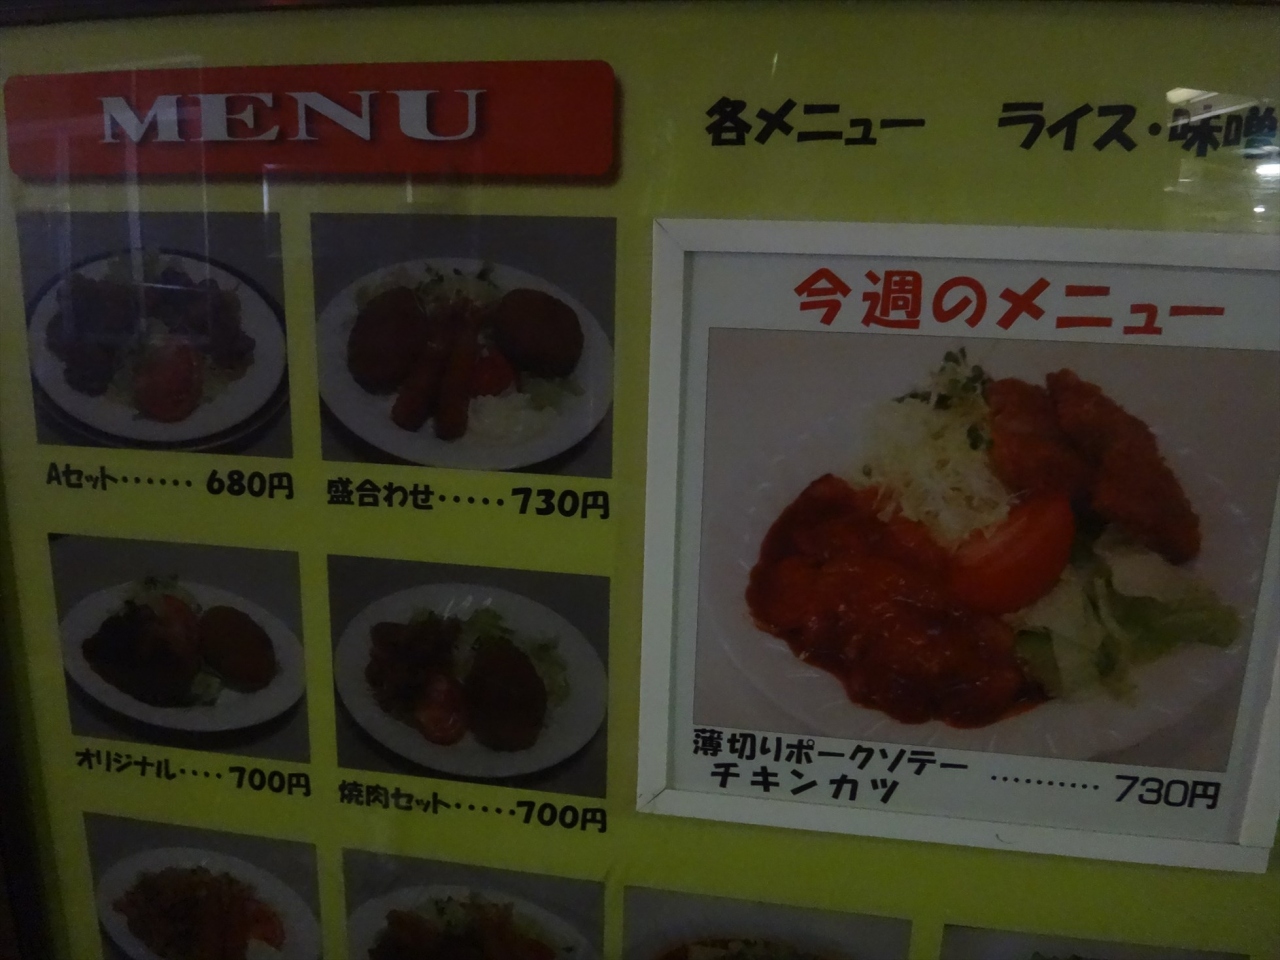 MENU
各メニュー ライス・味噌
今週のメニュー
Aセット・・・・・・ 680円
盛合わせ・・・・・730円
オリジナル・・・・700円
焼肉セット・・・・・700円
薄切りポークソテー
チキンカツ ・・・・・・・・・・ 730円